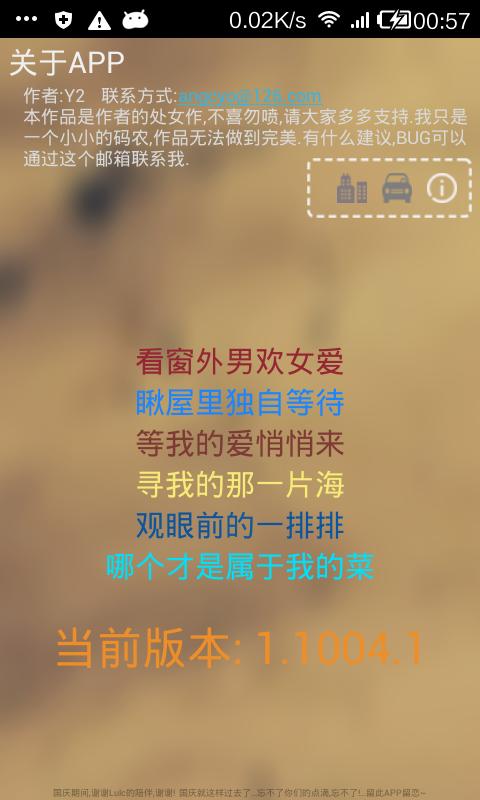 0.02K/s 00:57
关于APP
作者:Y2 联系方式:angoyo@126.com
本作品是作者的处女作,不喜勿喷,请大家多多支持.我只是
一个小小的码农,作品无法做到完美.有什么建议,BUG可以
通过这个邮箱联系我.
看窗外男欢女爱
瞅屋里独自等待
等我的爱悄悄来
寻我的那一片海
观眼前的一排排
哪个才是属于我的菜
当前版本: 1.1004.1
国庆期间,谢谢Lulc的陪伴,谢谢! 国庆就这样过去了...忘不了你们的点滴,忘不了!...留此APP留恋~